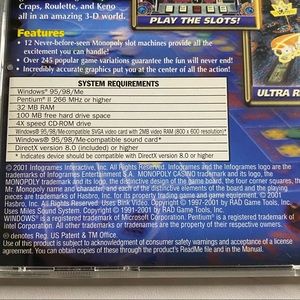 Craps, Roulette, and Keno
all in an amazing 3-D world.
PLAY THE SLOTS!
Features
• 12 Never-before-seen Monopoly slot machines provide all the
excitement you can handle!
• Over 245 popular game variations guarantee the fun will never end!
• Incredibly accurate graphics put you at the center of all the action!
ULTRA R
SYSTEM REQUIREMENTS
Windows® 95/98/Me
Pentium® II 266 MHz or higher
32 MB RAM
100 MB free hard drive space
4X speed CD-ROM drive
Windows® 95/98/Me compatible SVGA video card with 2MB video RAM (800 x 600 resolution)*
Windows® 95/98/Me compatible sound card*
DirectX version 8.0 (included) or higher
* Indicates device should be compatible with DirectX version 8.0 or higher
© 2001 Infogrames Interactive, Inc. All Rights Reserved. Infogrames and the Infogrames logo are the
trademarks of Infogrames Entertainment S.A. MONOPOLY CASINO trademark and its logo, the
MONOPOLY trademark and its logo, the distinctive design of the game board, the four corner squares, the
Mr. Monopoly name and character, and each of the distinctive elements of the board and the playing
pieces are trademarks of Hasbro, Inc. for its property trading game and game equipment. © 2001
Hasbro, Inc. All Rights Reserved. Uses Bink Video. Copyright © 1997-2001 by RAD Game Tools, Inc.
Uses Miles Sound System. Copyright © 1991-2001 by RAD Game Tools, Inc.
WINDOWS® is a registered trademark of Microsoft Corporation. Pentium® is a registered trademark of
Intel Corporation. All other trademarks are the property of their respective owners.
® denotes Reg. US Patent & TM Office.
Use of this product is subject to acknowledgment of consumer safety warnings and acceptance of a license
agreement. You can obtain copies of these through the product's ReadMe file and in the Manual.